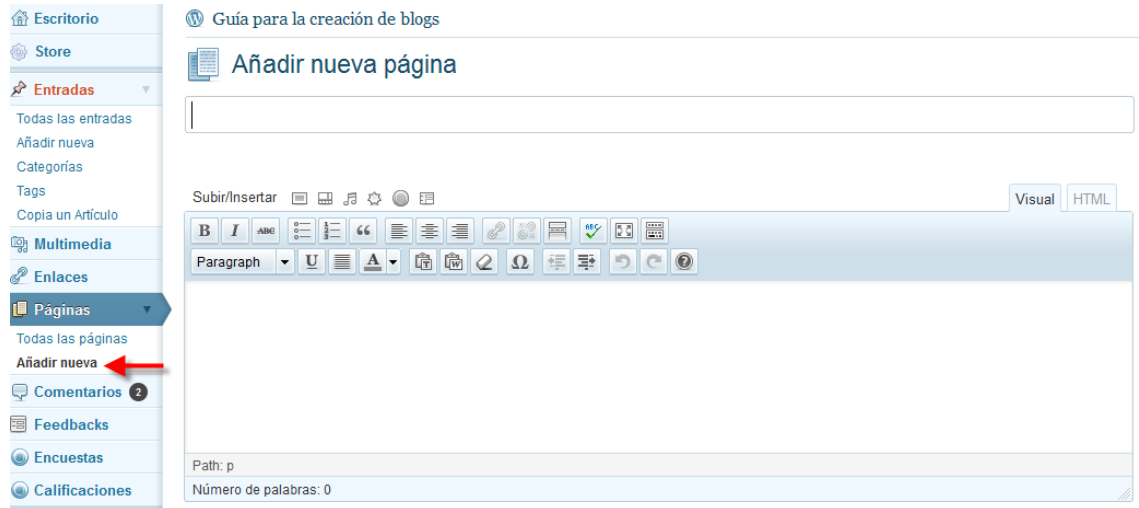 Escritorio
Store
Entradas
Todas las entradas
Añadir nueva
Categorías
Tags
Copia un Artículo
Multimedia
Enlaces
Páginas
Todas las páginas
Añadir nueva
Comentarios 2
Feedbacks
Encuestas
Calificaciones
Guía para la creación de blogs
Añadir nueva página
Subir/Insertar
Visual HTML
B I ABC ABC
Paragraph U A T W Ω
Path: p
Número de palabras: 0